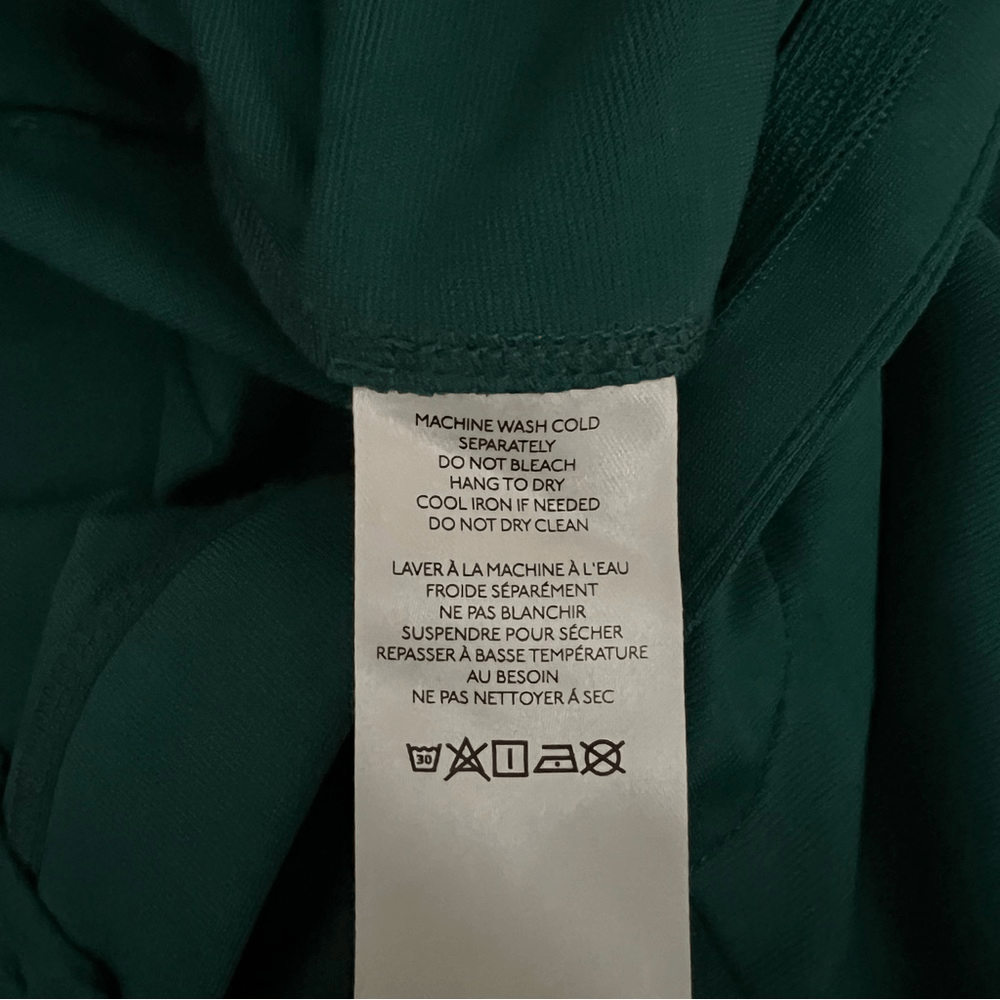 MACHINE WASH COLD
SEPARATELY
DO NOT BLEACH
HANG TO DRY
COOL IRON IF NEEDED
DO NOT DRY CLEAN
LAVER À LA MACHINE À L'EAU
FROIDE SÉPARÉMENT
NE PAS BLANCHIR
SUSPENDRE POUR SÉCHER
REPASSER À BASSE TEMPÉRATURE
AU BESOIN
NE PAS NETTOYER Á SEC
30